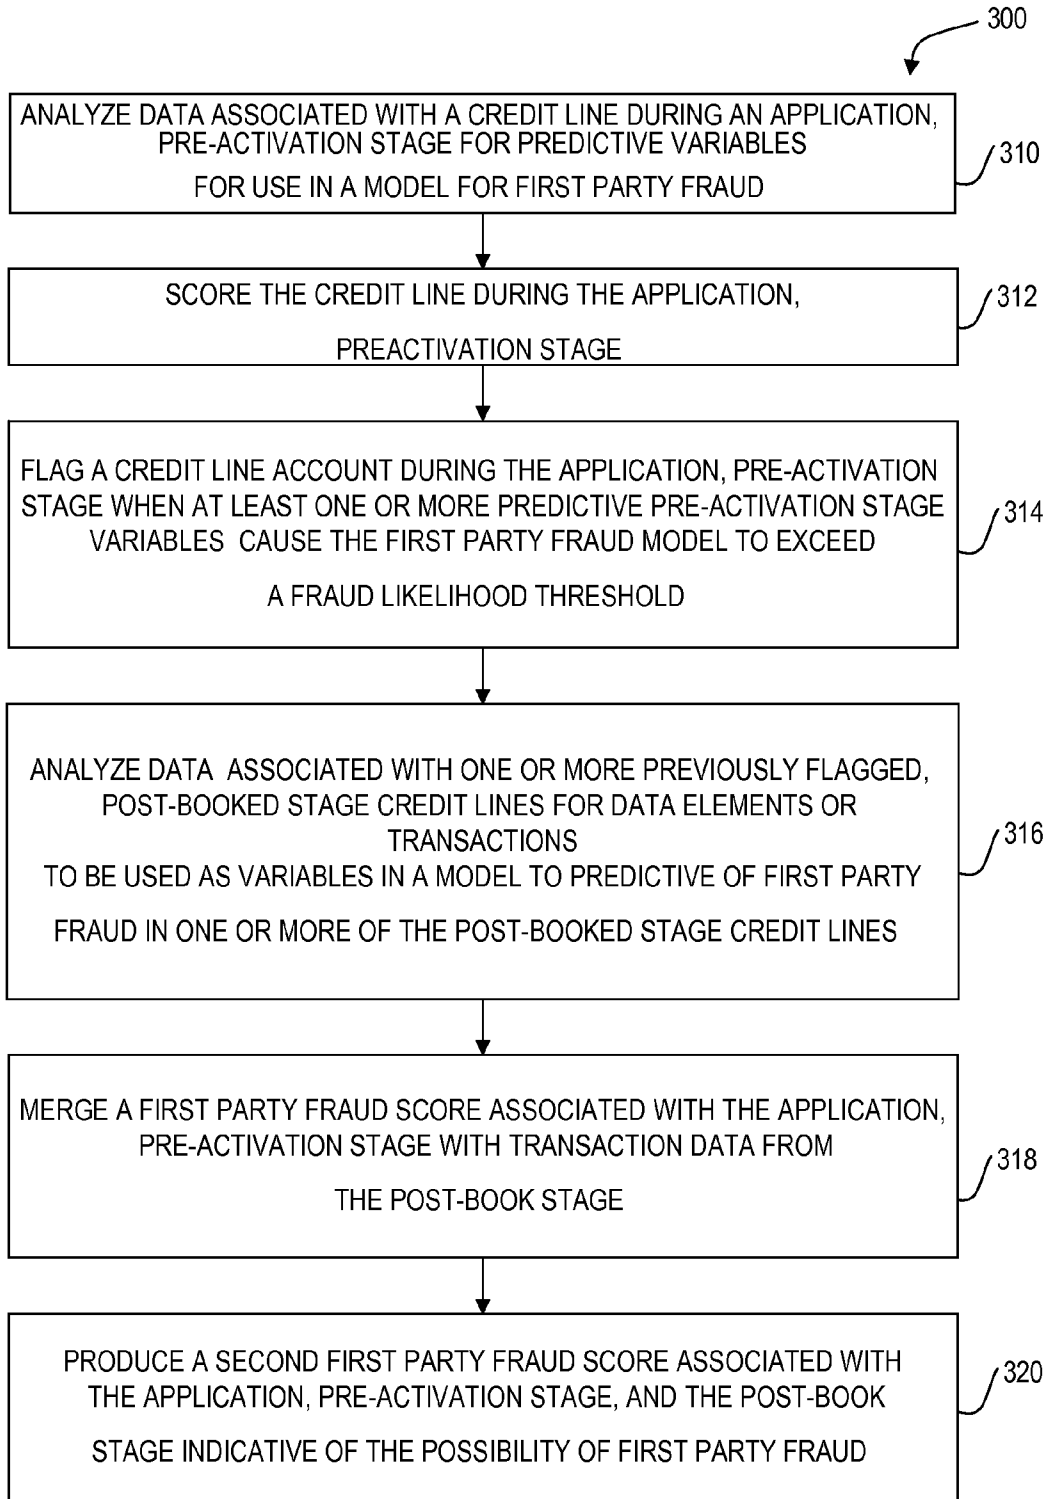 300
ANALYZE DATA ASSOCIATED WITH A CREDIT LINE DURING AN APPLICATION,
PRE-ACTIVATION STAGE FOR PREDICTIVE VARIABLES
FOR USE IN A MODEL FOR FIRST PARTY FRAUD
310
SCORE THE CREDIT LINE DURING THE APPLICATION,
PREACTIVATION STAGE
312
FLAG A CREDIT LINE ACCOUNT DURING THE APPLICATION, PRE-ACTIVATION
STAGE WHEN AT LEAST ONE OR MORE PREDICTIVE PRE-ACTIVATION STAGE
VARIABLES CAUSE THE FIRST PARTY FRAUD MODEL TO EXCEED
A FRAUD LIKELIHOOD THRESHOLD
314
ANALYZE DATA ASSOCIATED WITH ONE OR MORE PREVIOUSLY FLAGGED,
POST-BOOKED STAGE CREDIT LINES FOR DATA ELEMENTS OR
TRANSACTIONS
TO BE USED AS VARIABLES IN A MODEL TO PREDICTIVE OF FIRST PARTY
FRAUD IN ONE OR MORE OF THE POST-BOOKED STAGE CREDIT LINES
316
MERGE A FIRST PARTY FRAUD SCORE ASSOCIATED WITH THE APPLICATION,
PRE-ACTIVATION STAGE WITH TRANSACTION DATA FROM
THE POST-BOOK STAGE
318
PRODUCE A SECOND FIRST PARTY FRAUD SCORE ASSOCIATED WITH
THE APPLICATION, PRE-ACTIVATION STAGE, AND THE POST-BOOK
STAGE INDICATIVE OF THE POSSIBILITY OF FIRST PARTY FRAUD
320